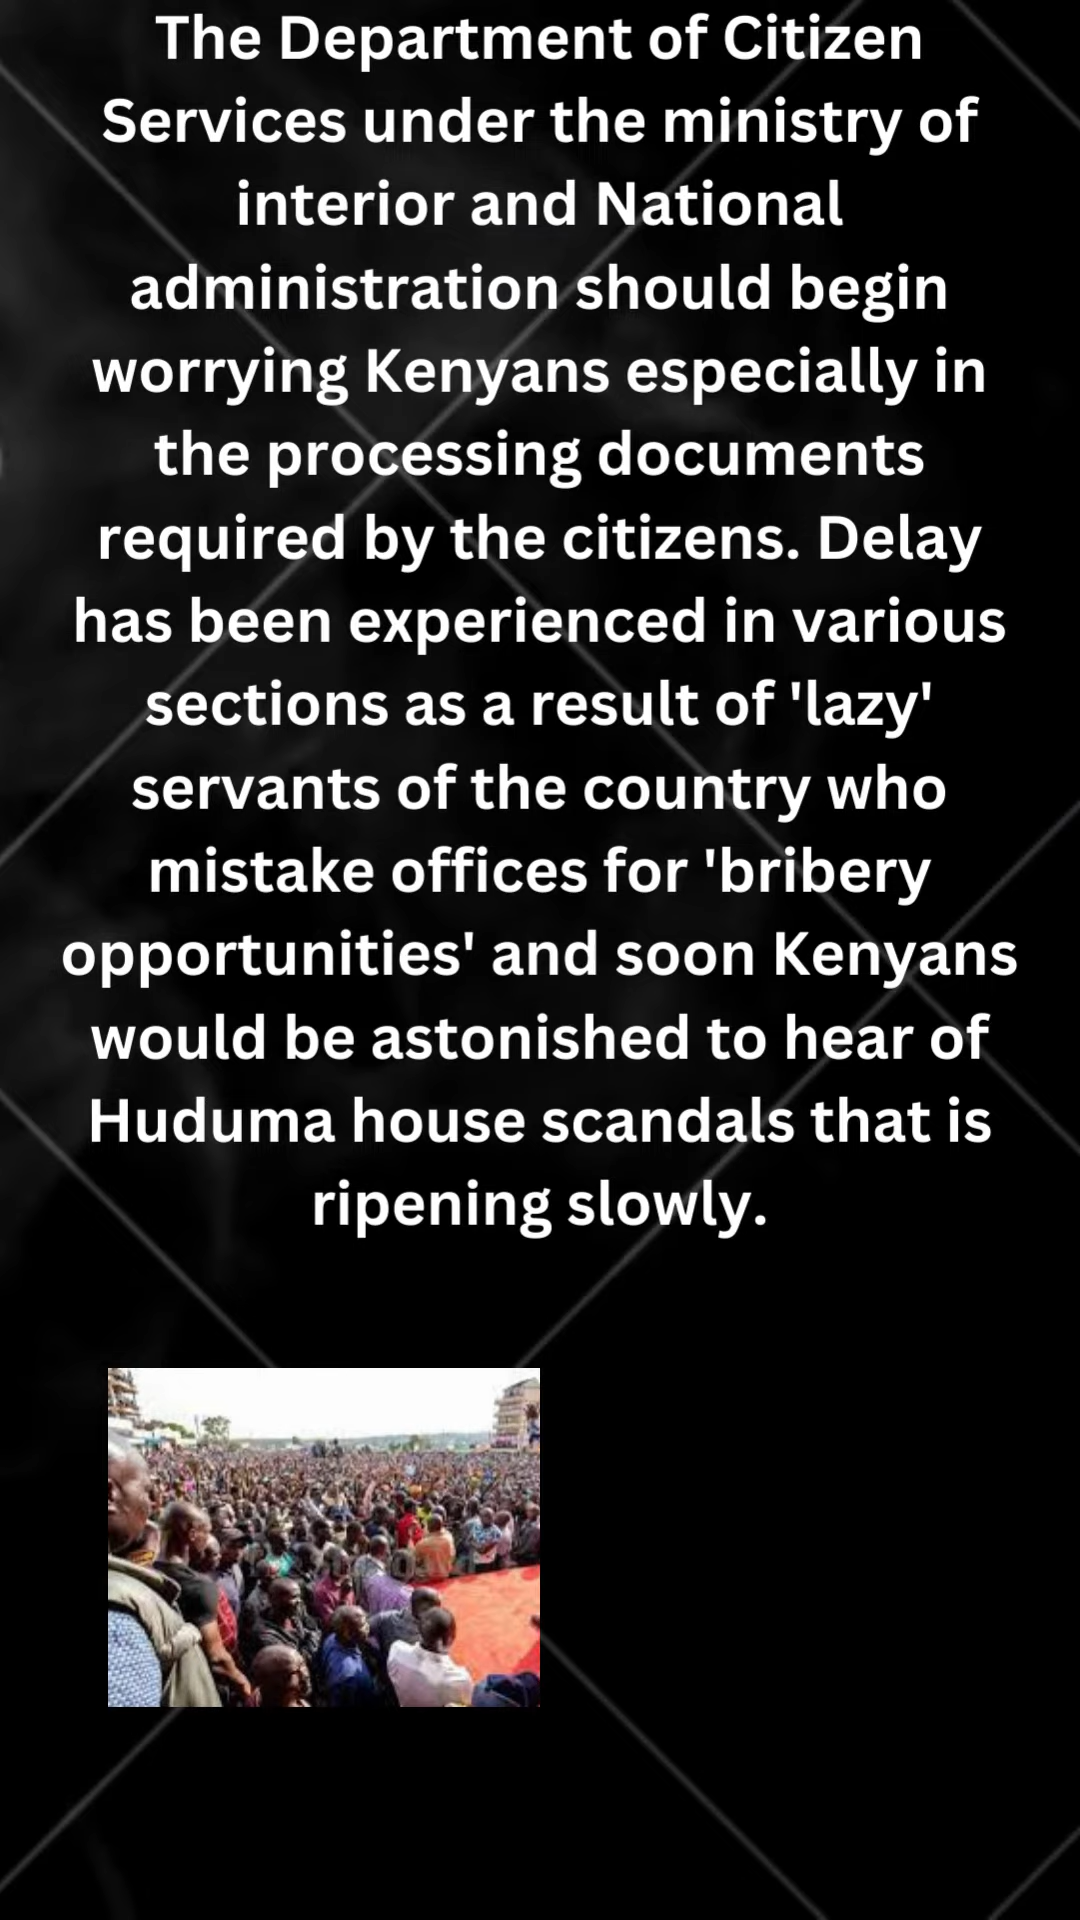 The Department of Citizen
Services under the ministry of
interior and National
administration should begin
worrying Kenyans especially in
the processing documents
required by the citizens. Delay
has been experienced in various
sections as a result of 'lazy'
servants of the country who
mistake offices for 'bribery
opportunities' and soon Kenyans
would be astonished to hear of
Huduma house scandals that is
ripening slowly.